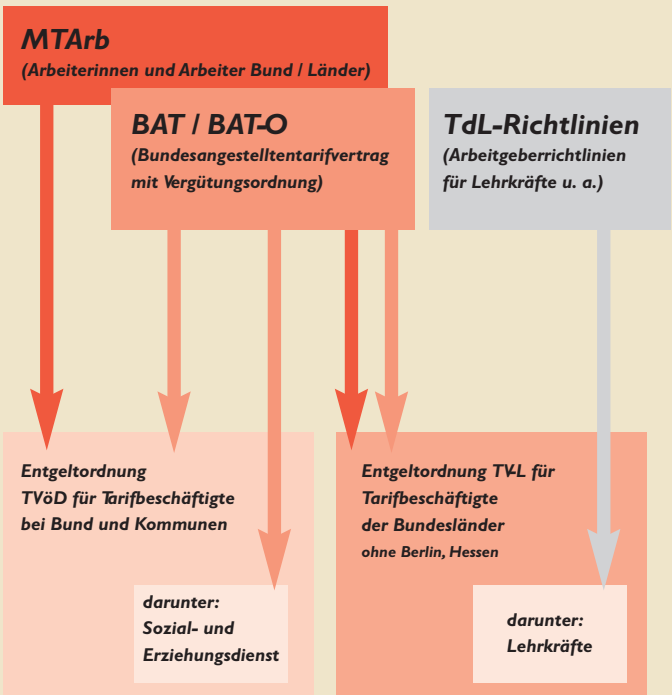 MTArb
(Arbeiterinnen und Arbeiter Bund / Länder)
BAT / BAT-O
(Bundesangestelltentarifvertrag
mit Vergütungsordnung)
TdL-Richtlinien
(Arbeitgeberrichtlinien
für Lehrkräfte u. a.)
Entgeltordnung
TVöD für Tarifbeschäftigte
bei Bund und Kommunen
darunter:
Sozial- und
Erziehungsdienst
Entgeltordnung TV-L für
Tarifbeschäftigte
der Bundesländer
ohne Berlin, Hessen
darunter:
Lehrkräfte